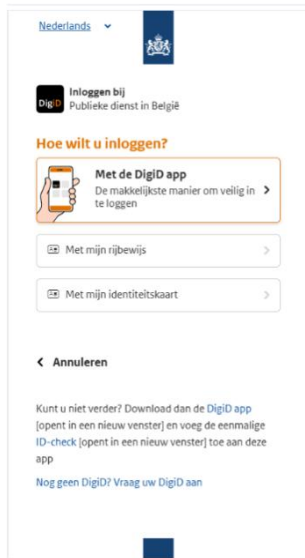 Nederlands
DigiD
Inloggen bij
Publieke dienst in België
Hoe wilt u inloggen?
Met de DigiD app
De makkelijkste manier om veilig in
te loggen
Met mijn rijbewijs
Met mijn identiteitskaart
Annuleren
Kunt u niet verder? Download dan de DigiD app
[opent in een nieuw venster] en voeg de eenmalige
ID-check [opent in een nieuw venster] toe aan deze
app
Nog geen DigiD? Vraag uw DigiD aan